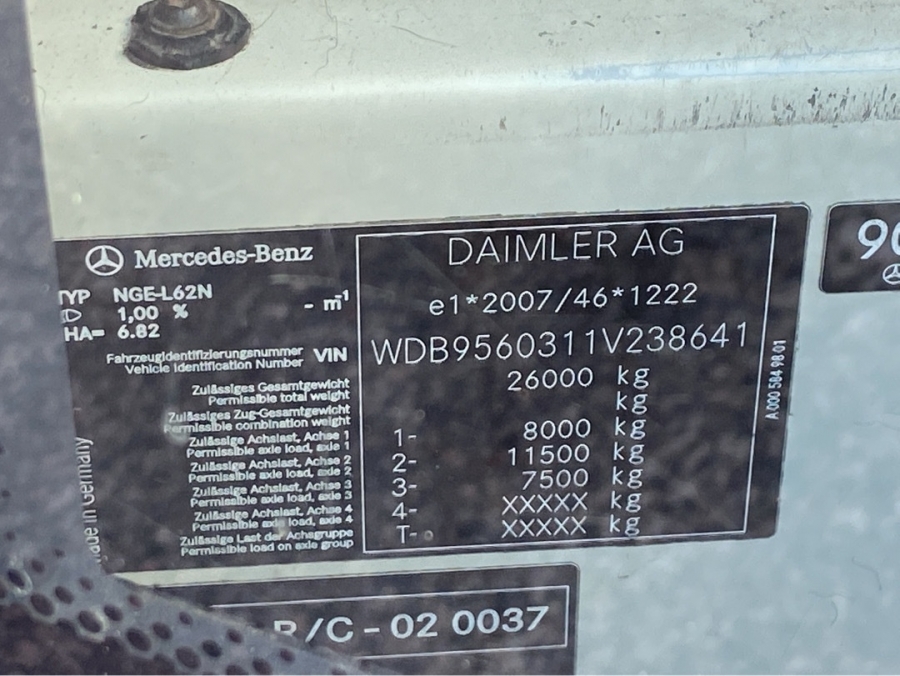 Mercedes-Benz
DAIMLER AG
TYP NGE-L62N
1,00 % - m⁻¹
HA= 6.82
e1*2007/46*1222
Fahrzeugidentifizierungsnummer
Vehicle Identification Number VIN WDB9560311V238641
Zulässiges Gesamtgewicht
Permissible total weight 26000 kg
Zulässiges Zug-Gesamtgewicht
Permissible combination weight kg
Zulässige Achslast, Achse 1
Permissible axle load, axle 1 1- 8000 kg
Zulässige Achslast, Achse 2
Permissible axle load, axle 2 2- 11500 kg
Zulässige Achslast, Achse 3
Permissible axle load, axle 3 3- 7500 kg
Zulässige Achslast, Achse 4
Permissible axle load, axle 4 4- XXXXX kg
Zulässige Last der Achsgruppe
Permissible load on axle group T- XXXXX kg
Made in Germany
A 000 584 98 01
R/C - 02 0037